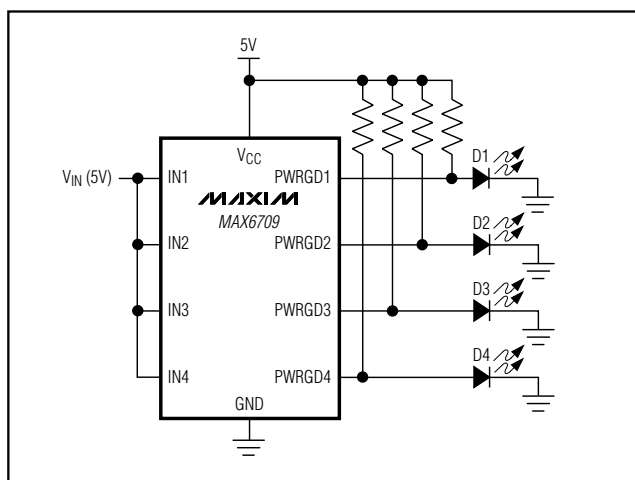 5V
VCC
VIN (5V)
IN1
PWRGD1
D1
MAXIM
MAX6709
IN2
PWRGD2
D2
IN3
PWRGD3
D3
IN4
PWRGD4
D4
GND